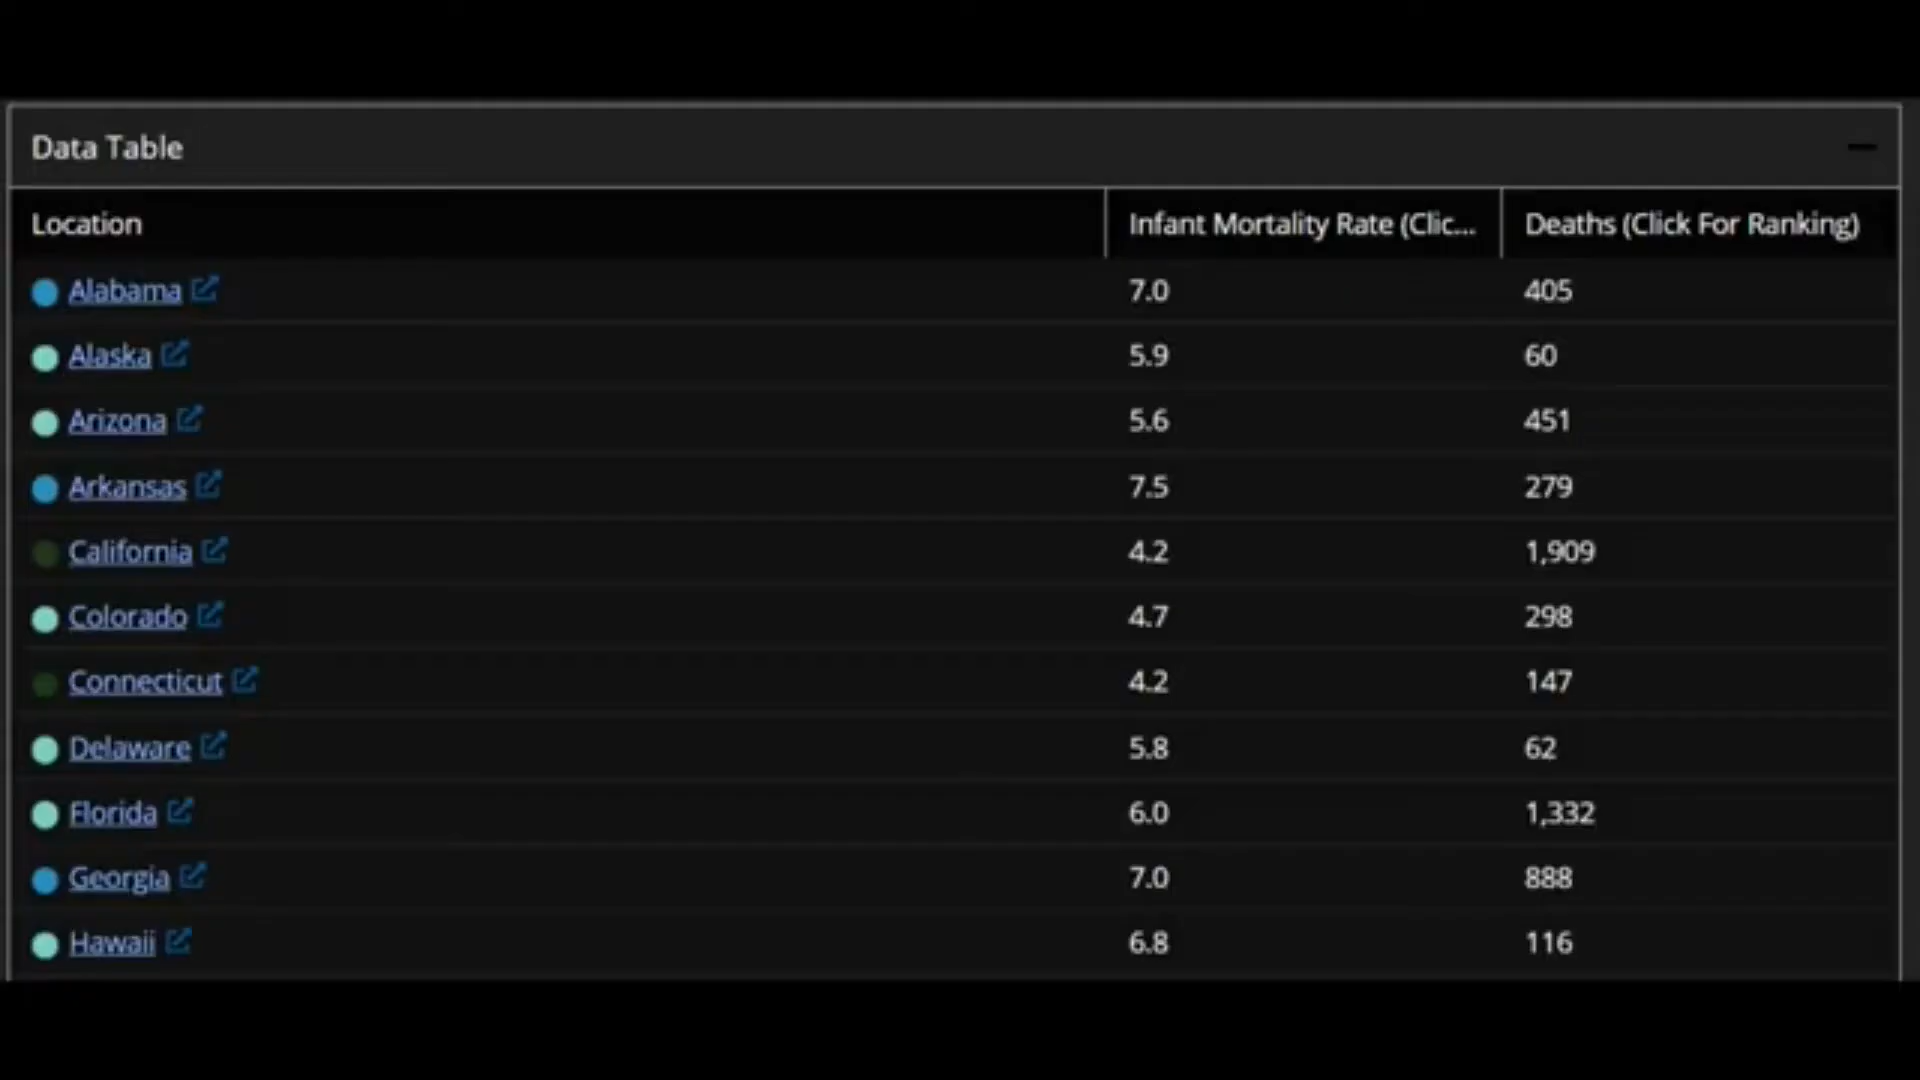 Data Table
Location Infant Mortality Rate (Clic... Deaths (Click For Ranking)
Alabama 7.0 405
Alaska 5.9 60
Arizona 5.6 451
Arkansas 7.5 279
California 4.2 1,909
Colorado 4.7 298
Connecticut 4.2 147
Delaware 5.8 62
Florida 6.0 1,332
Georgia 7.0 888
Hawaii 6.8 116